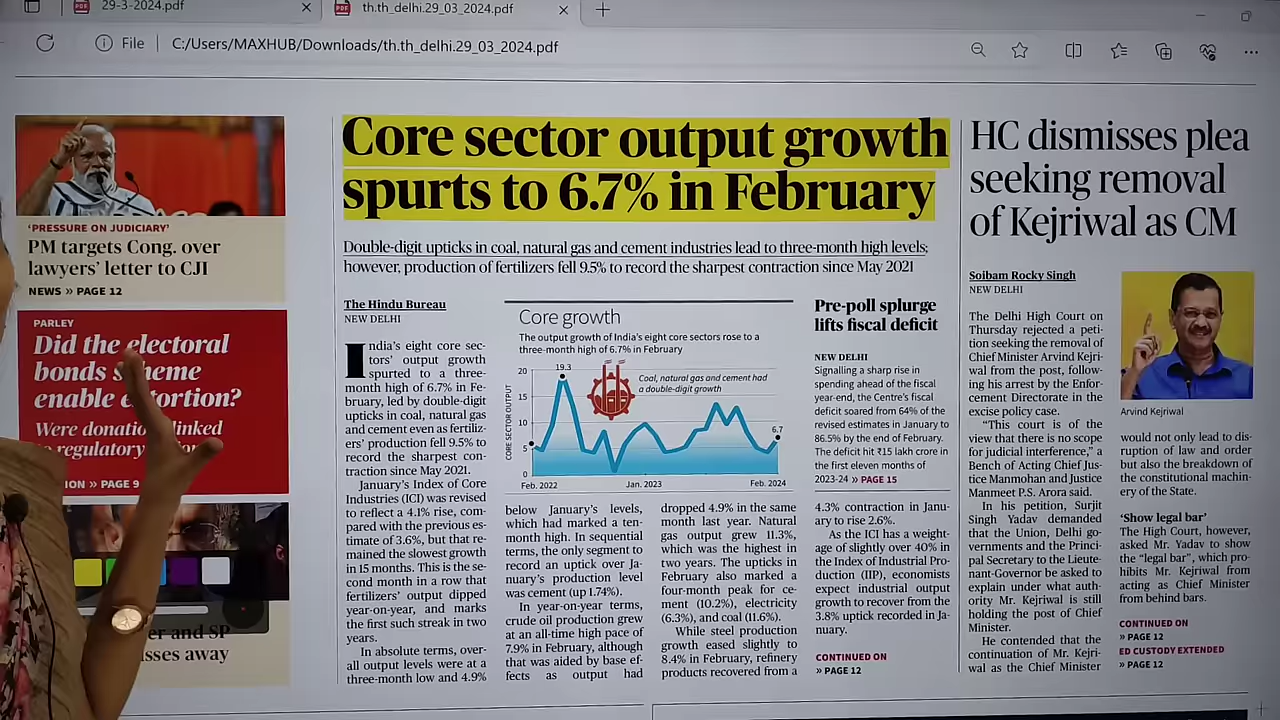 29-3-2024.pdf
th.th_delhi.29_03_2024.pdf
File
C:/Users/MAXHUB/Downloads/th.th_delhi.29_03_2024.pdf
‘PRESSURE ON JUDICIARY’
PM targets Cong. over
lawyers’ letter to CJI
NEWS » PAGE 12
PARLEY
Did the electoral
bonds
enable
Were
to regulatory
» PAGE 9
er and SP
sses away
Core sector output growth
spurts to 6.7% in February
Double-digit upticks in coal, natural gas and cement industries lead to three-month high levels;
however, production of fertilizers fell 9.5% to record the sharpest contraction since May 2021
The Hindu Bureau
NEW DELHI
India’s eight core sec-
tors’ output growth
spurted to a three-
month high of 6.7% in Fe-
bruary, led by double-digit
upticks in coal, natural gas
and cement even as fertiliz-
ers’ production fell 9.5% to
record the sharpest con-
traction since May 2021.
January’s Index of Core
Industries (ICI) was revised
to reflect a 4.1% rise, com-
pared with the previous es-
timate of 3.6%, but that re-
mained the slowest growth
in 15 months. This is the se-
cond month in a row that
fertilizers’ output dipped
year-on-year, and marks
the first such streak in two
years.
In absolute terms, over-
all output levels were at a
three-month low and 4.9%
Core growth
The output growth of India’s eight core sectors rose to a
three-month high of 6.7% in February
CORE SECTOR OUTPUT
20
15
10
5
0
19.3
Coal, natural gas and cement had
a double-digit growth
6.7
Feb. 2022
Jan. 2023
Feb. 2024
below January’s levels,
which had marked a ten-
month high. In sequential
terms, the only segment to
record an uptick over Ja-
nuary’s production level
was cement (up 1.74%).
In year-on-year terms,
crude oil production grew
at an all-time high pace of
7.9% in February, although
that was aided by base ef-
fects as output had
dropped 4.9% in the same
month last year. Natural
gas output grew 11.3%,
which was the highest in
two years. The upticks in
February also marked a
four-month peak for ce-
ment (10.2%), electricity
(6.3%), and coal (11.6%).
While steel production
growth eased slightly to
8.4% in February, refinery
products recovered from a
Pre-poll splurge
lifts fiscal deficit
NEW DELHI
Signalling a sharp rise in
spending ahead of the fiscal
year-end, the Centre’s fiscal
deficit soared from 64% of the
revised estimates in January to
86.5% by the end of February.
The deficit hit ₹15 lakh crore in
the first eleven months of
2023-24 » PAGE 15
4.3% contraction in Janu-
ary to rise 2.6%.
As the ICI has a weight-
age of slightly over 40% in
the Index of Industrial Pro-
duction (IIP), economists
expect industrial output
growth to recover from the
3.8% uptick recorded in Ja-
nuary.
CONTINUED ON
» PAGE 12
HC dismisses plea
seeking removal
of Kejriwal as CM
Soibam Rocky Singh
NEW DELHI
The Delhi High Court on
Thursday rejected a peti-
tion seeking the removal of
Chief Minister Arvind Kejri-
wal from the post, follow-
ing his arrest by the Enfor-
cement Directorate in the
excise policy case.
“This court is of the
view that there is no scope
for judicial interference,” a
Bench of Acting Chief Jus-
tice Manmohan and Justice
Manmeet P.S. Arora said.
In his petition, Surjit
Singh Yadav demanded
that the Union, Delhi go-
vernments and the Princi-
pal Secretary to the Lieute-
nant-Governor be asked to
explain under what auth-
ority Mr. Kejriwal is still
holding the post of Chief
Minister.
He contended that the
continuation of Mr. Kejri-
wal as the Chief Minister
Arvind Kejriwal
would not only lead to dis-
ruption of law and order
but also the breakdown of
the constitutional machin-
ery of the State.
‘Show legal bar’
The High Court, however,
asked Mr. Yadav to show
the “legal bar”, which pro-
hibits Mr. Kejriwal from
acting as Chief Minister
from behind bars.
CONTINUED ON
» PAGE 12
ED CUSTODY EXTENDED
» PAGE 12